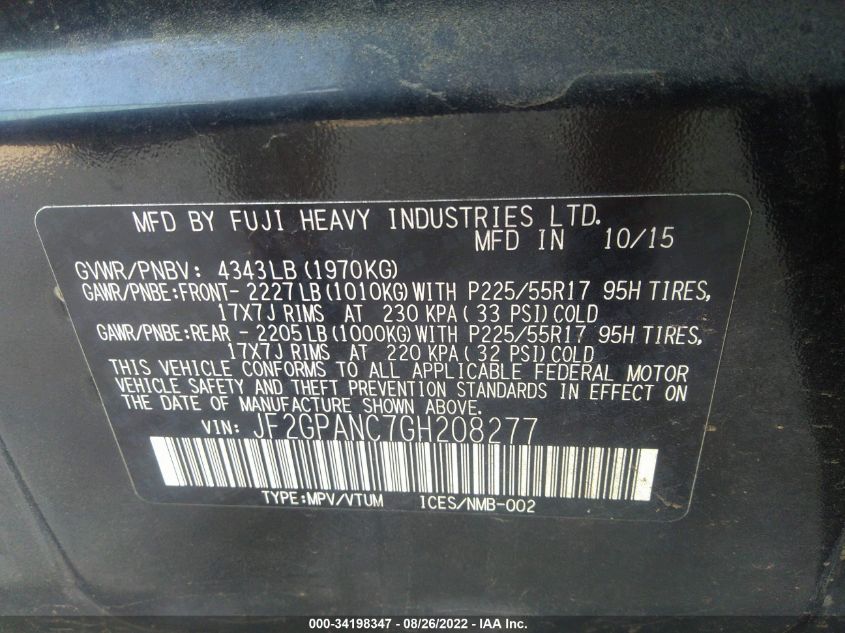 MFD BY FUJI HEAVY INDUSTRIES LTD.
MFD IN 10/15
GVWR/PNBV: 4343LB (1970KG)
GAWR/PNBE:FRONT- 2227LB (1010KG) WITH P225/55R17 95H TIRES,
17X7J RIMS AT 230 KPA ( 33 PSI) COLD
GAWR/PNBE:REAR - 2205LB (1000KG) WITH P225/55R17 95H TIRES,
17X7J RIMS AT 220 KPA ( 32 PSI) COLD
THIS VEHICLE CONFORMS TO ALL APPLICABLE FEDERAL MOTOR
VEHICLE SAFETY AND THEFT PREVENTION STANDARDS IN EFFECT ON
THE DATE OF MANUFACTURE SHOWN ABOVE.
VIN: JF2GPANC7GH208277
TYPE:MPV/VTUM ICES/NMB-002
000-34198347 - 08/26/2022 - IAA Inc.